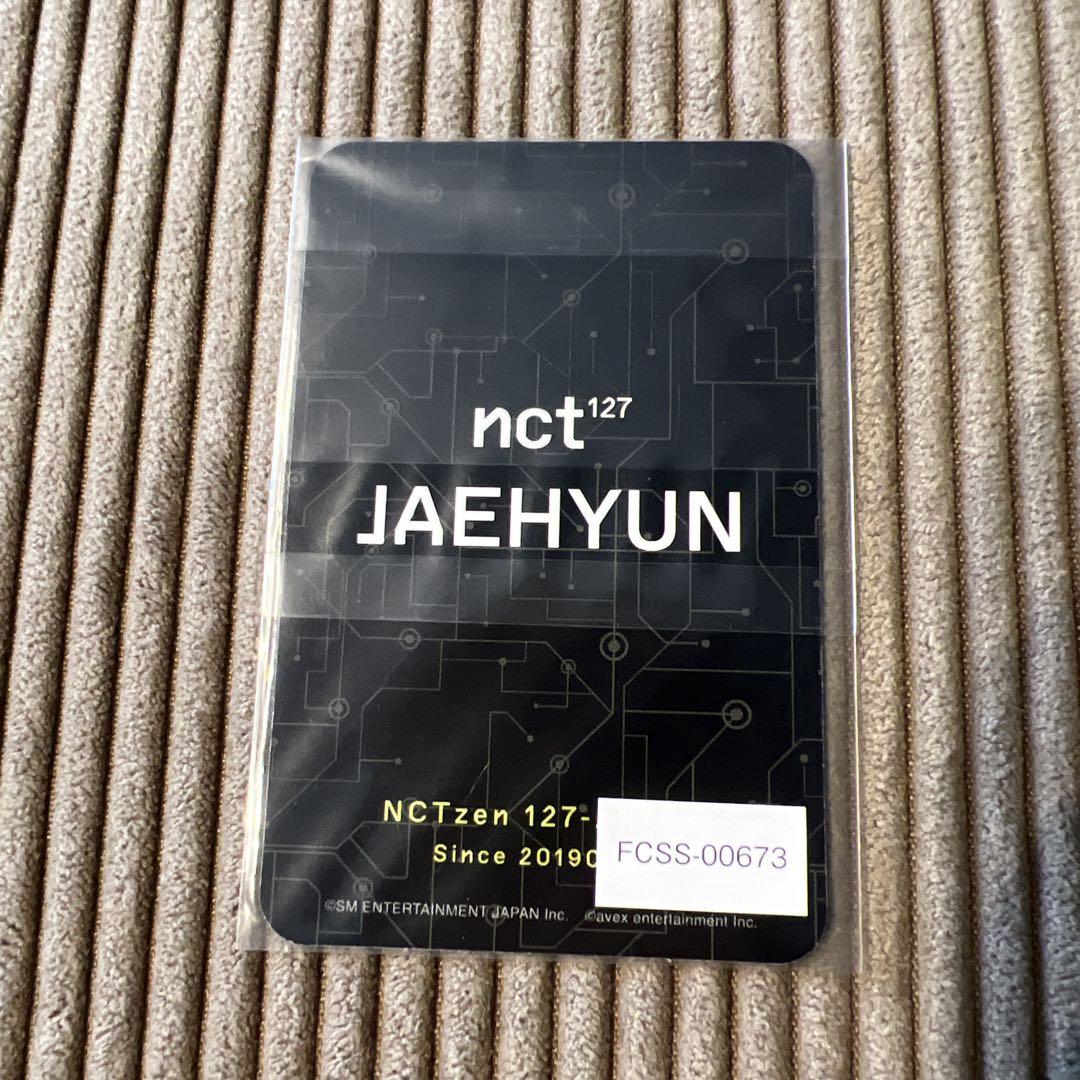 nct127
JAEHYUN
NCTzen 127-
Since 20190
FCSS-00673
©SM ENTERTAINMENT JAPAN Inc. ©avex entertainment Inc.